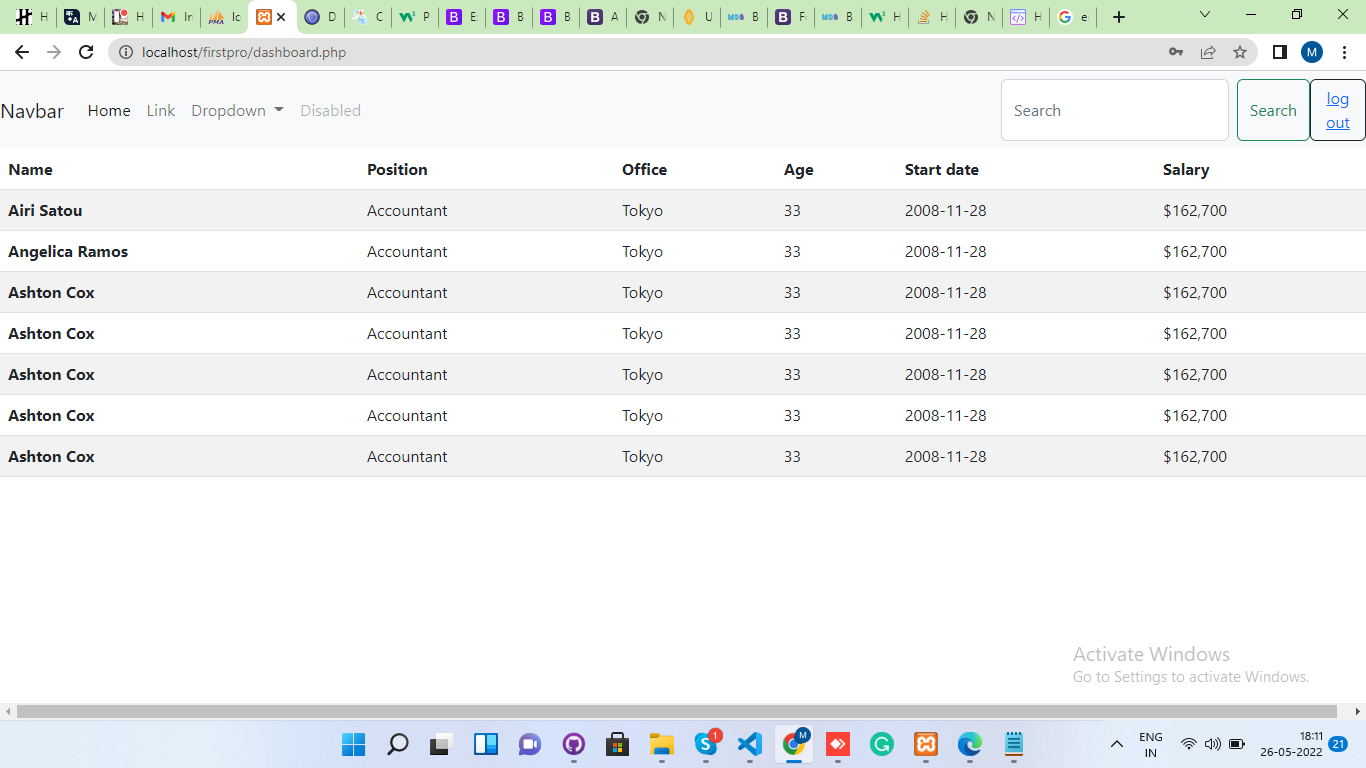 H M H In Ic D C P E B B A N U B F B H H N H e
localhost/firstpro/dashboard.php M
Navbar Home Link Dropdown Disabled Search Search log out
Name Position Office Age Start date Salary
Airi Satou Accountant Tokyo 33 2008-11-28 $162,700
Angelica Ramos Accountant Tokyo 33 2008-11-28 $162,700
Ashton Cox Accountant Tokyo 33 2008-11-28 $162,700
Ashton Cox Accountant Tokyo 33 2008-11-28 $162,700
Ashton Cox Accountant Tokyo 33 2008-11-28 $162,700
Ashton Cox Accountant Tokyo 33 2008-11-28 $162,700
Ashton Cox Accountant Tokyo 33 2008-11-28 $162,700
Activate Windows
Go to Settings to activate Windows.
1 M ENG 18:11
IN 26-05-2022 21